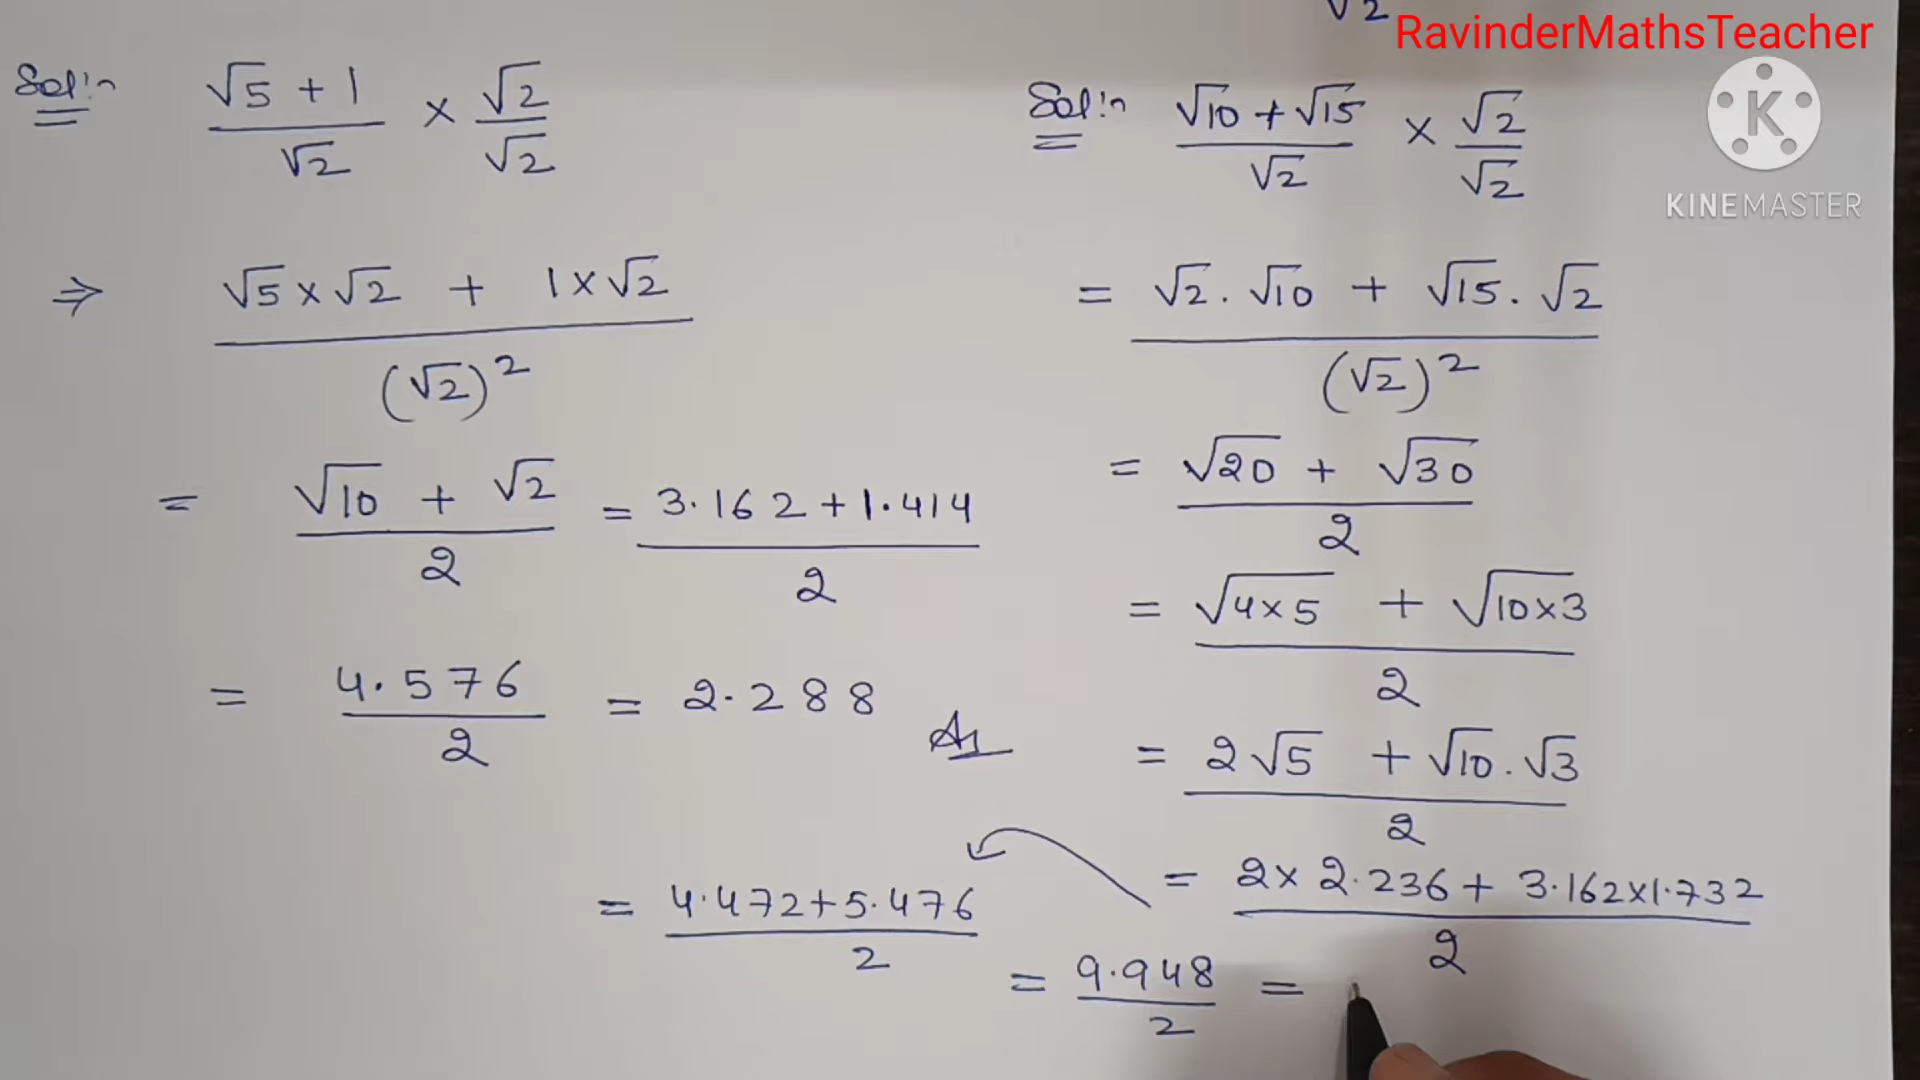 √2
RavinderMathsTeacher
K
KINEMASTER
Sol:n (√5 + 1)/√2 × √2/√2
⇒ (√5 × √2 + 1 × √2)/(√2)²
= (√10 + √2)/2 = (3.162 + 1.414)/2
= 4.576/2 = 2.288 As
Sol:n (√10 + √15)/√2 × √2/√2
= (√2 . √10 + √15 . √2)/(√2)²
= (√20 + √30)/2
= (√4×5 + √10×3)/2
= (2√5 + √10 . √3)/2
= (2 × 2.236 + 3.162 × 1.732)/2
= (4.472 + 5.476)/2
= 9.948/2 =